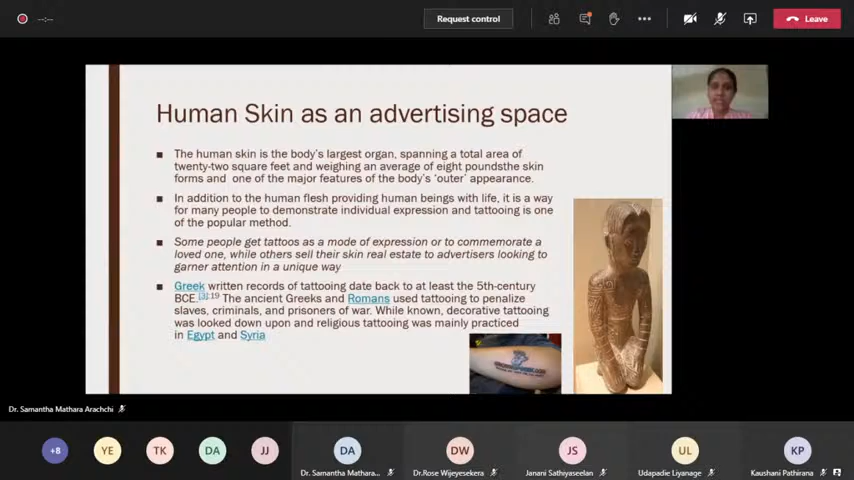 --:--
Request control
Leave
Human Skin as an advertising space
The human skin is the body's largest organ, spanning a total area of
twenty-two square feet and weighing an average of eight poundsthe skin
forms and one of the major features of the body's 'outer' appearance.
In addition to the human flesh providing human beings with life, it is a way
for many people to demonstrate individual expression and tattooing is one
of the popular method.
Some people get tattoos as a mode of expression or to commemorate a
loved one, while others sell their skin real estate to advertisers looking to
garner attention in a unique way
Greek written records of tattooing date back to at least the 5th-century
BCE.[3]:19 The ancient Greeks and Romans used tattooing to penalize
slaves, criminals, and prisoners of war. While known, decorative tattooing
was looked down upon and religious tattooing was mainly practiced
in Egypt and Syria
Dr. Samantha Mathara Arachchi
+8
YE
TK
DA
JJ
DA
DW
JS
UL
KP
Dr. Samantha Mathara...
Dr.Rose Wijeyesekera
Janani Sathiyaseelan
Udapadie Liyanage
Kaushani Pathirana